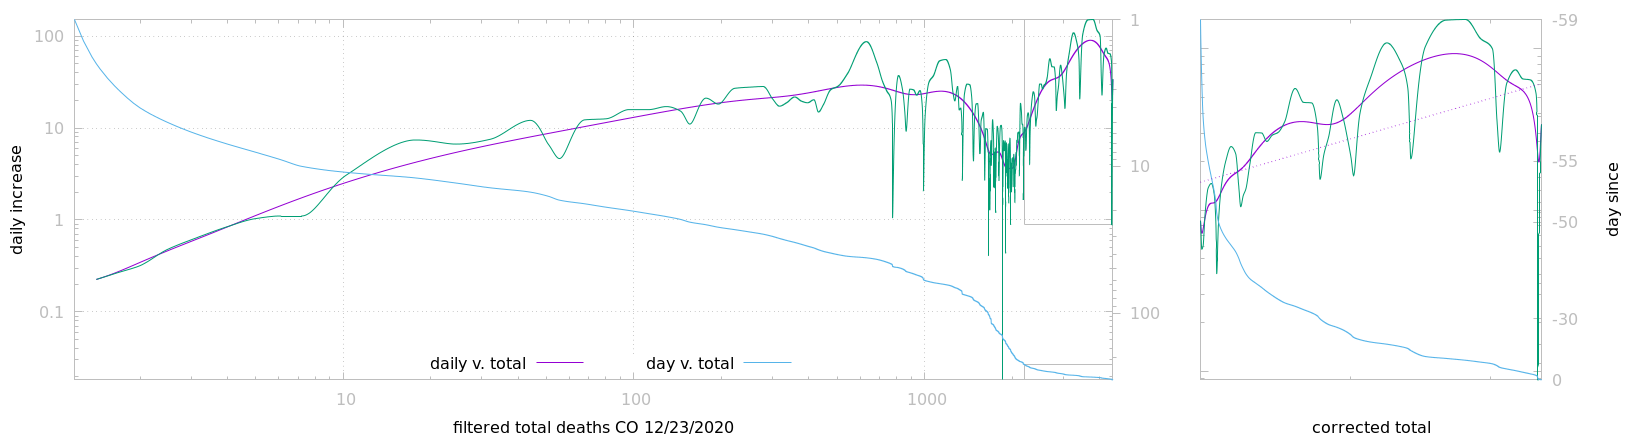 100
10
1
0.1
daily increase
10
100
1000
filtered total deaths CO 12/23/2020
daily v. total
day v. total
1
10
100
-59
-55
-50
-30
0
day since
corrected total